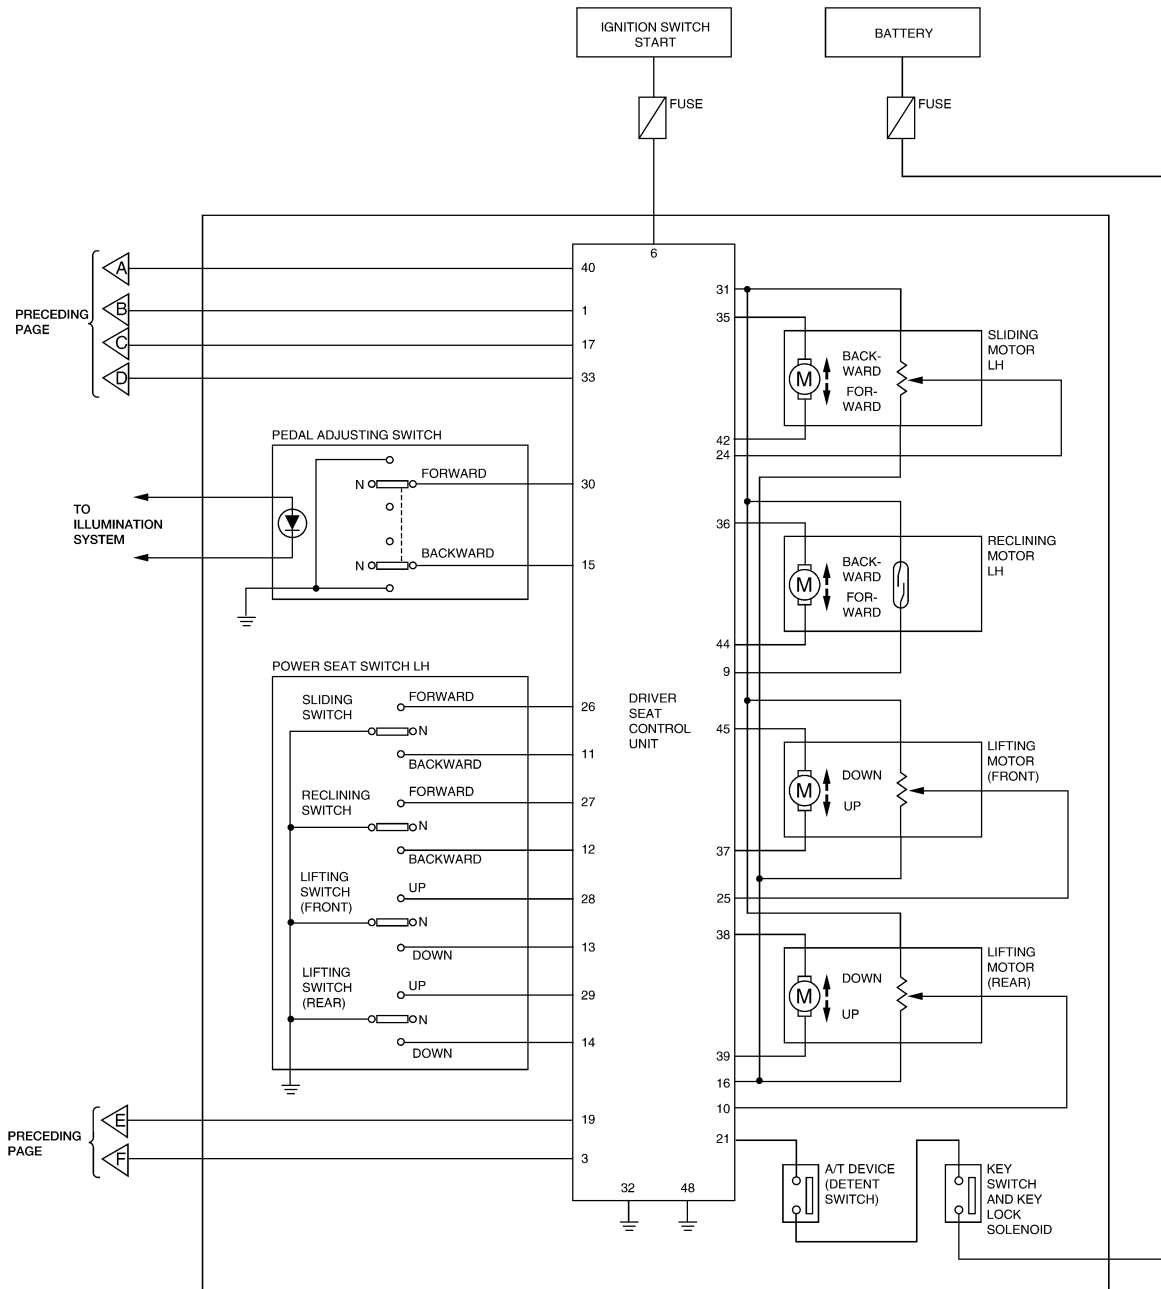 IGNITION SWITCH
START
BATTERY
FUSE
FUSE
6
PRECEDING
PAGE
A
B
C
D
40
1
17
33
PEDAL ADJUSTING SWITCH
FORWARD
N
30
BACKWARD
N
15
TO
ILLUMINATION
SYSTEM
POWER SEAT SWITCH LH
SLIDING
SWITCH
FORWARD
N
BACKWARD
26
11
RECLINING
SWITCH
FORWARD
N
BACKWARD
27
12
LIFTING
SWITCH
(FRONT)
UP
N
DOWN
28
13
LIFTING
SWITCH
(REAR)
UP
N
DOWN
29
14
PRECEDING
PAGE
E
F
19
3
DRIVER
SEAT
CONTROL
UNIT
32
48
31
35
42
24
M
BACK-
WARD
FOR-
WARD
SLIDING
MOTOR
LH
36
44
9
M
BACK-
WARD
FOR-
WARD
RECLINING
MOTOR
LH
45
37
25
M
DOWN
UP
LIFTING
MOTOR
(FRONT)
38
39
16
10
M
DOWN
UP
LIFTING
MOTOR
(REAR)
21
A/T DEVICE
(DETENT
SWITCH)
KEY
SWITCH
AND KEY
LOCK
SOLENOID